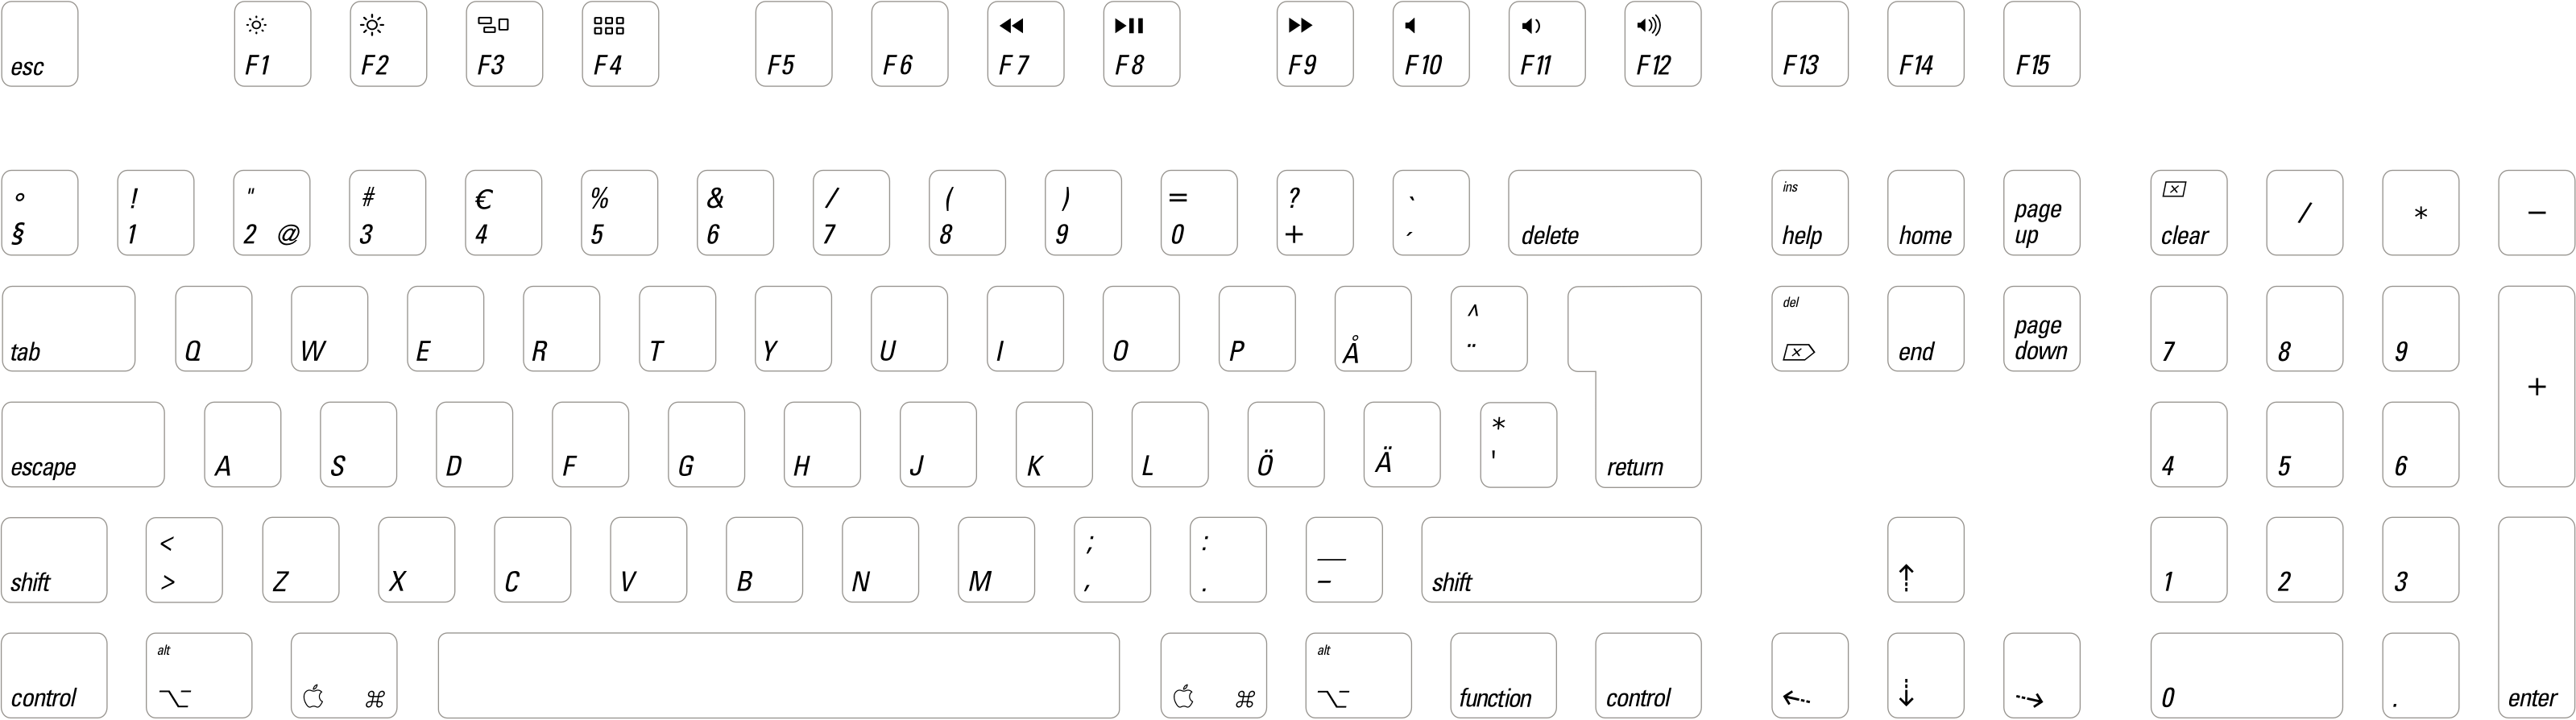 esc F1 F2 F3 F4 F5 F6 F7 F8 F9 F10 F11 F12 F13 F14 F15
° ! " # € % & / ( ) = ? ` ins page
§ 1 2 @ 3 4 5 6 7 8 9 0 + ´ delete help home up clear / * −
tab Q W E R T Y U I O P Å ^ ¨ del end page down 7 8 9 +
escape A S D F G H J K L Ö Ä * ' return 4 5 6
shift < > Z X C V B N M ; , : . _ – shift ↑ 1 2 3
control alt ⌥ ⌘ ⌘ alt ⌥ function control ← ↓ → 0 . enter